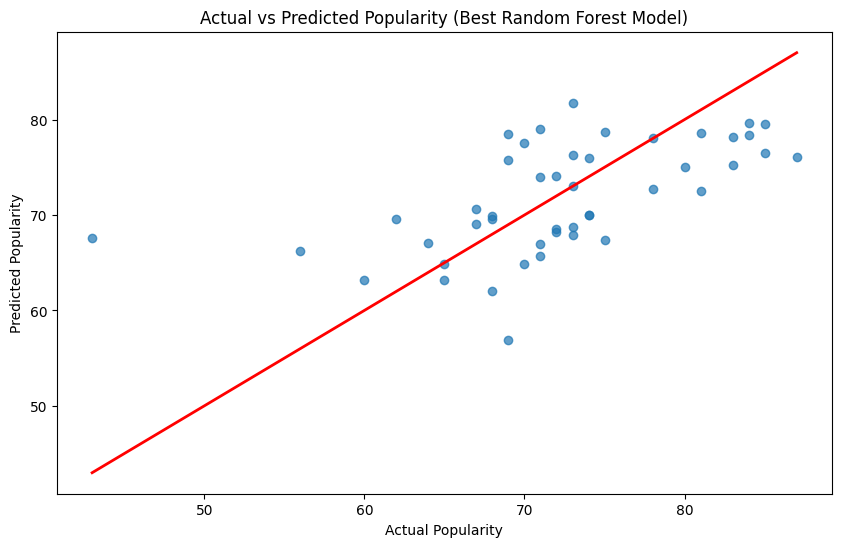 Actual vs Predicted Popularity (Best Random Forest Model)
80
70
60
50
Predicted Popularity
50 60 70 80
Actual Popularity